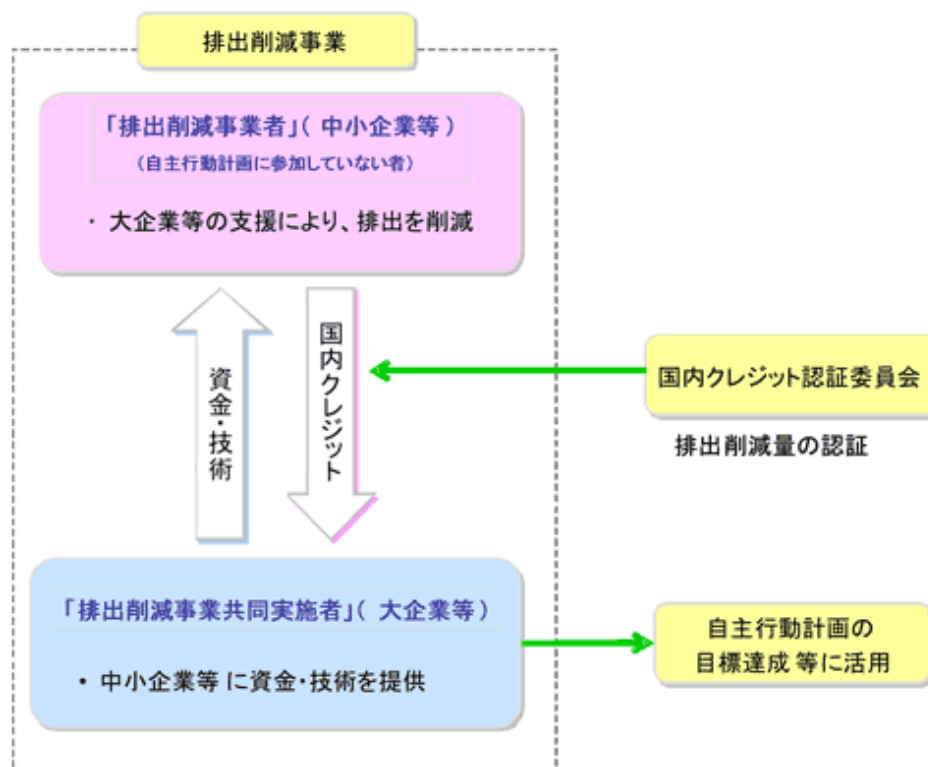 排出削減事業
「排出削減事業者」（ 中小企業等 ）
（自主行動計画に参加していない者）
・ 大企業等の支援により、排出を削減
資金・技術
国内クレジット
国内クレジット認証委員会
排出削減量の認証
「排出削減事業共同実施者」（ 大企業等 ）
• 中小企業等 に資金・技術を提供
自主行動計画の
目標達成 等に活用